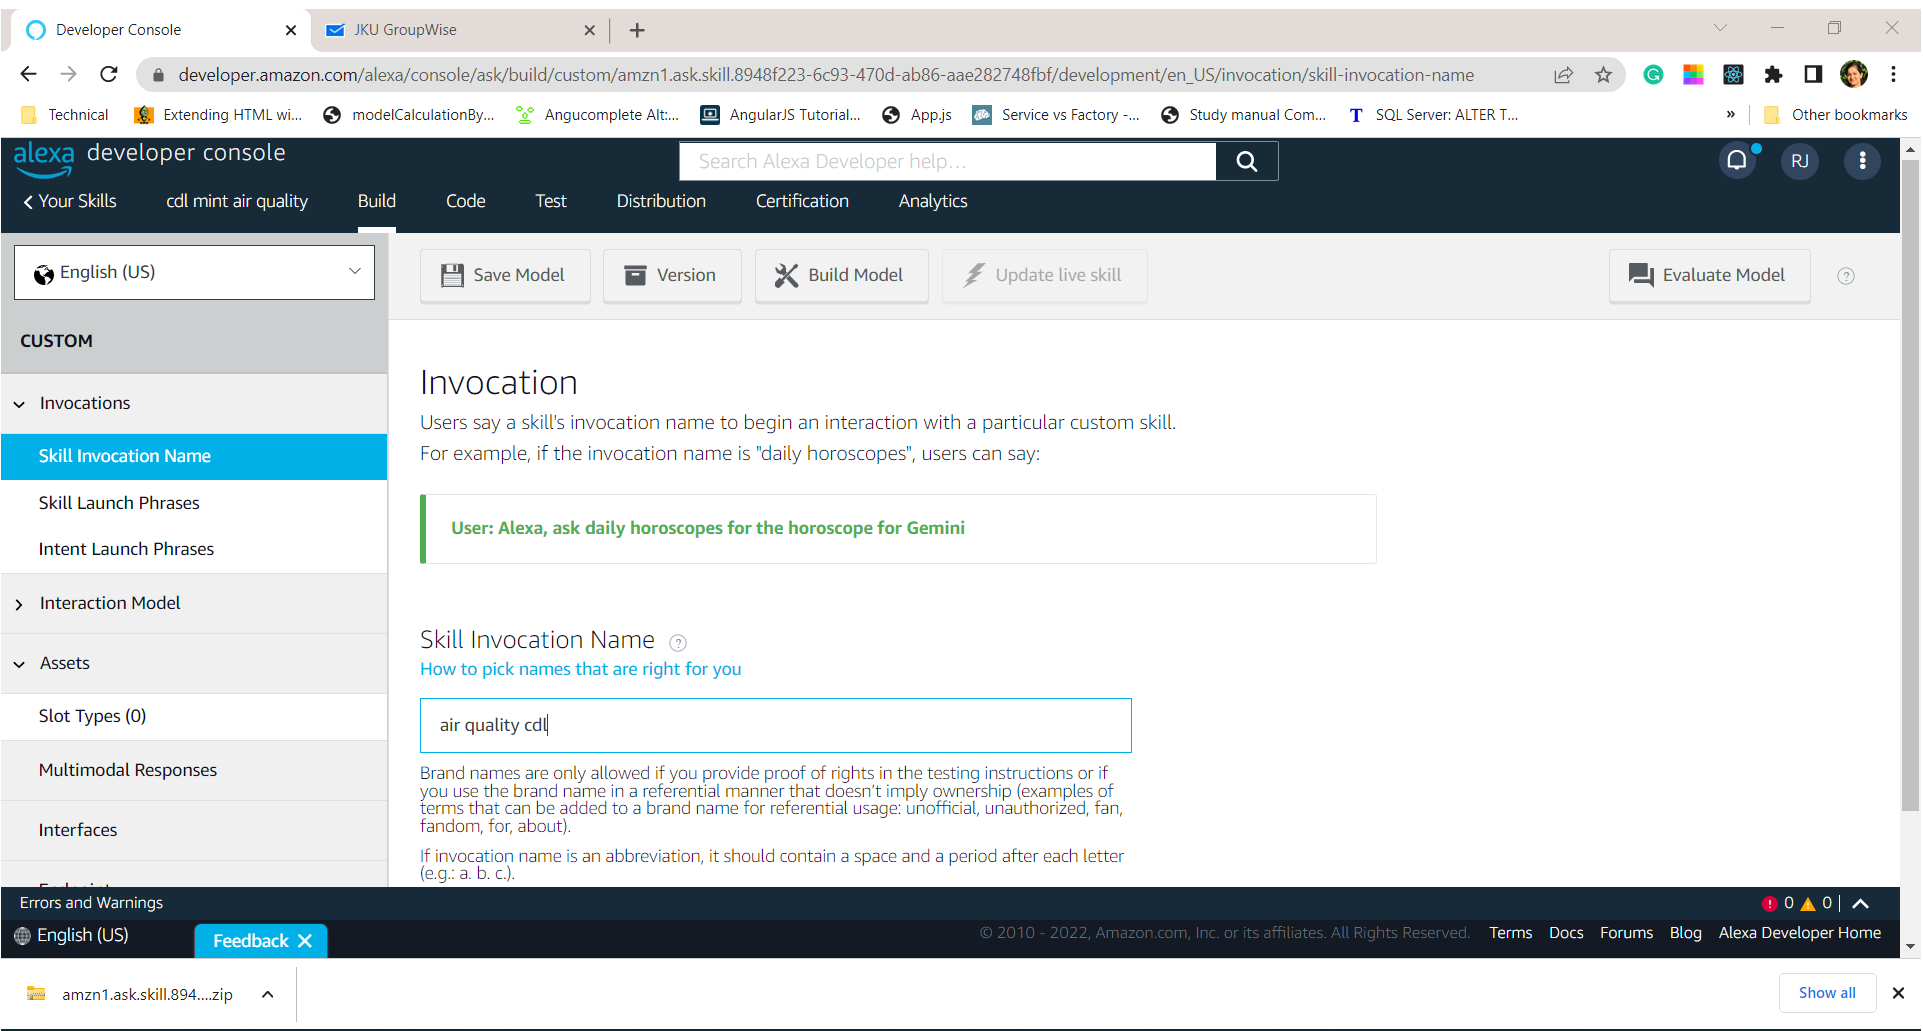 Developer Console
JKU GroupWise
developer.amazon.com/alexa/console/ask/build/custom/amzn1.ask.skill.8948f223-6c93-470d-ab86-aae282748fbf/development/en_US/invocation/skill-invocation-name
Technical
Extending HTML wi...
modelCalculationBy...
Angucomplete Alt:...
AngularJS Tutorial...
App.js
Service vs Factory -...
Study manual Com...
SQL Server: ALTER T...
»
Other bookmarks
alexa developer console
Search Alexa Developer help...
RJ
Your Skills
cdl mint air quality
Build
Code
Test
Distribution
Certification
Analytics
English (US)
Save Model
Version
Build Model
Update live skill
Evaluate Model
CUSTOM
Invocations
Skill Invocation Name
Skill Launch Phrases
Intent Launch Phrases
Interaction Model
Assets
Slot Types (0)
Multimodal Responses
Interfaces
Invocation
Users say a skill's invocation name to begin an interaction with a particular custom skill.
For example, if the invocation name is "daily horoscopes", users can say:
User: Alexa, ask daily horoscopes for the horoscope for Gemini
Skill Invocation Name
How to pick names that are right for you
air quality cdl
Brand names are only allowed if you provide proof of rights in the testing instructions or if
you use the brand name in a referential manner that doesn't imply ownership (examples of
terms that can be added to a brand name for referential usage: unofficial, unauthorized, fan,
fandom, for, about).
If invocation name is an abbreviation, it should contain a space and a period after each letter
(e.g.: a. b. c.).
Errors and Warnings
0
0
English (US)
Feedback
© 2010 - 2022, Amazon.com, Inc. or its affiliates. All Rights Reserved.
Terms
Docs
Forums
Blog
Alexa Developer Home
amzn1.ask.skill.894....zip
Show all